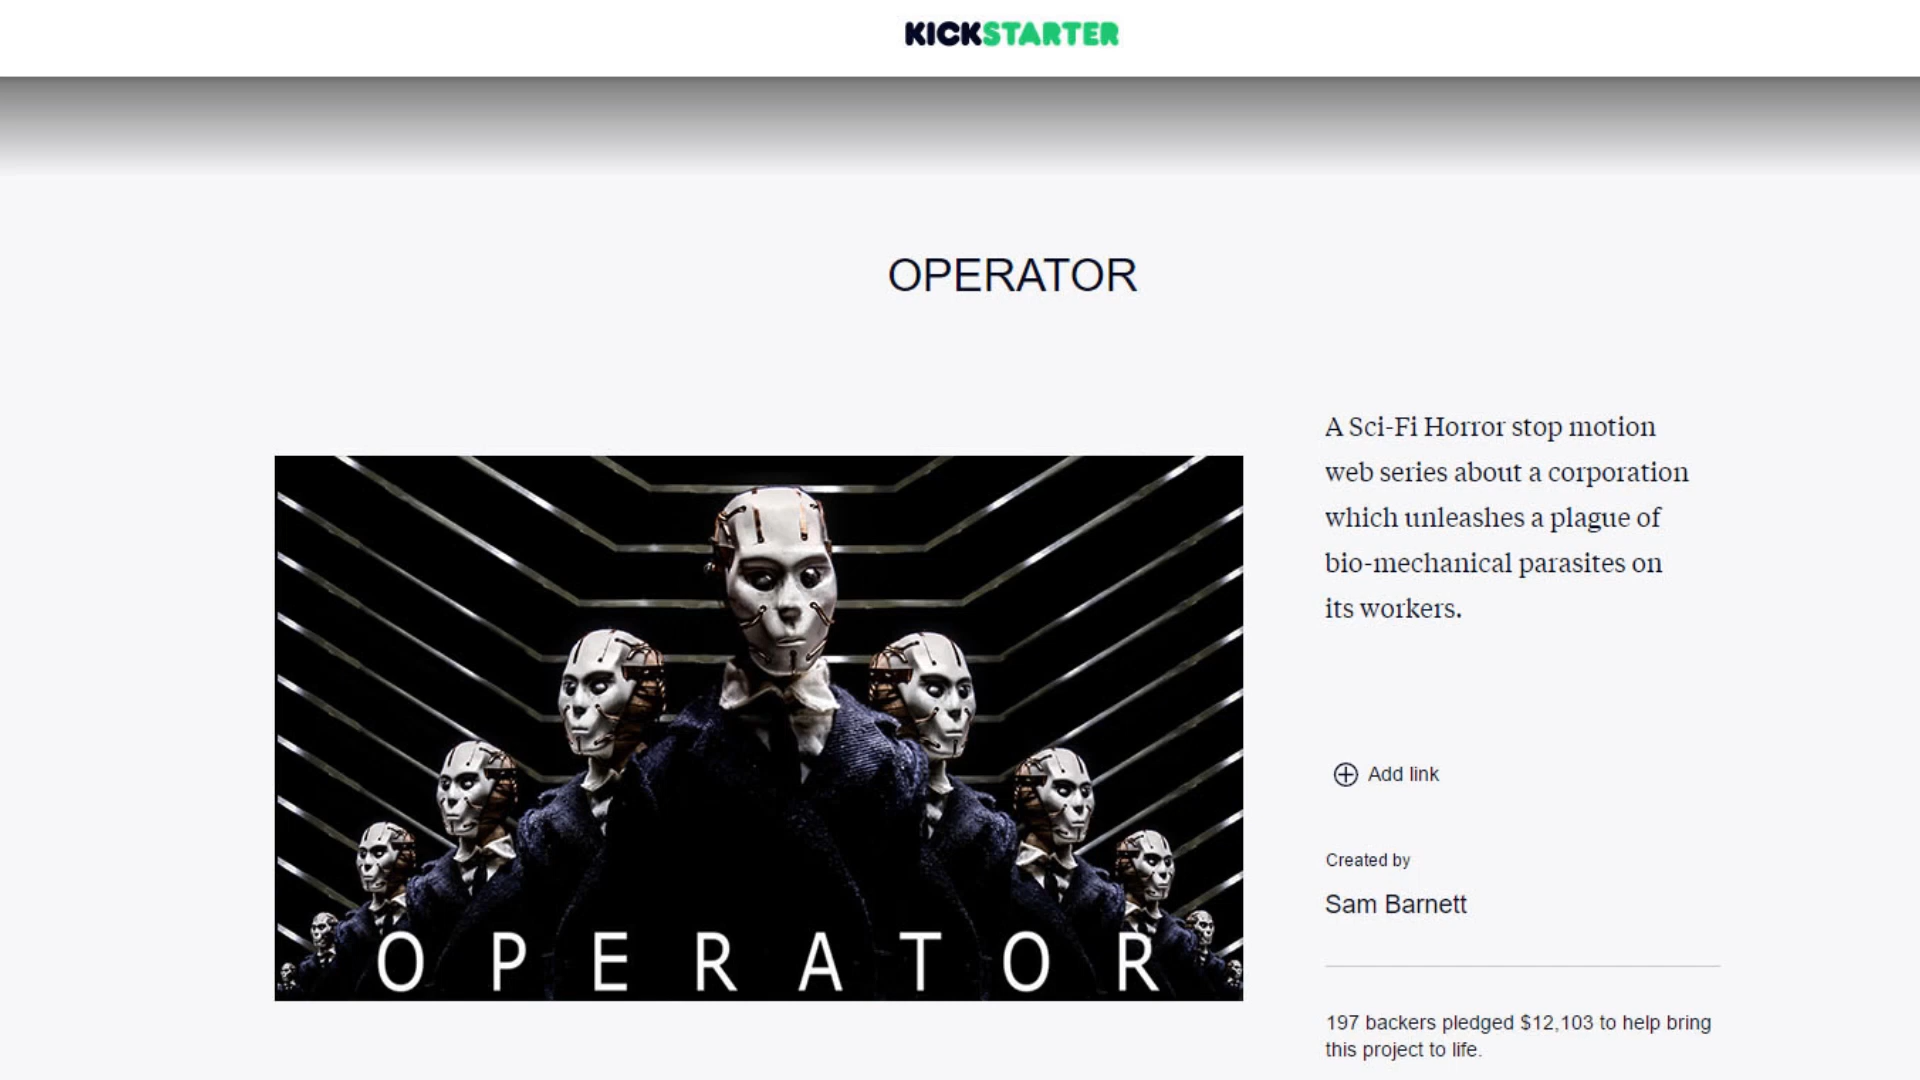 KICKSTARTER
OPERATOR
A Sci-Fi Horror stop motion
web series about a corporation
which unleashes a plague of
bio-mechanical parasites on
its workers.
OPERATOR
Add link
Created by
Sam Barnett
197 backers pledged $12,103 to help bring
this project to life.